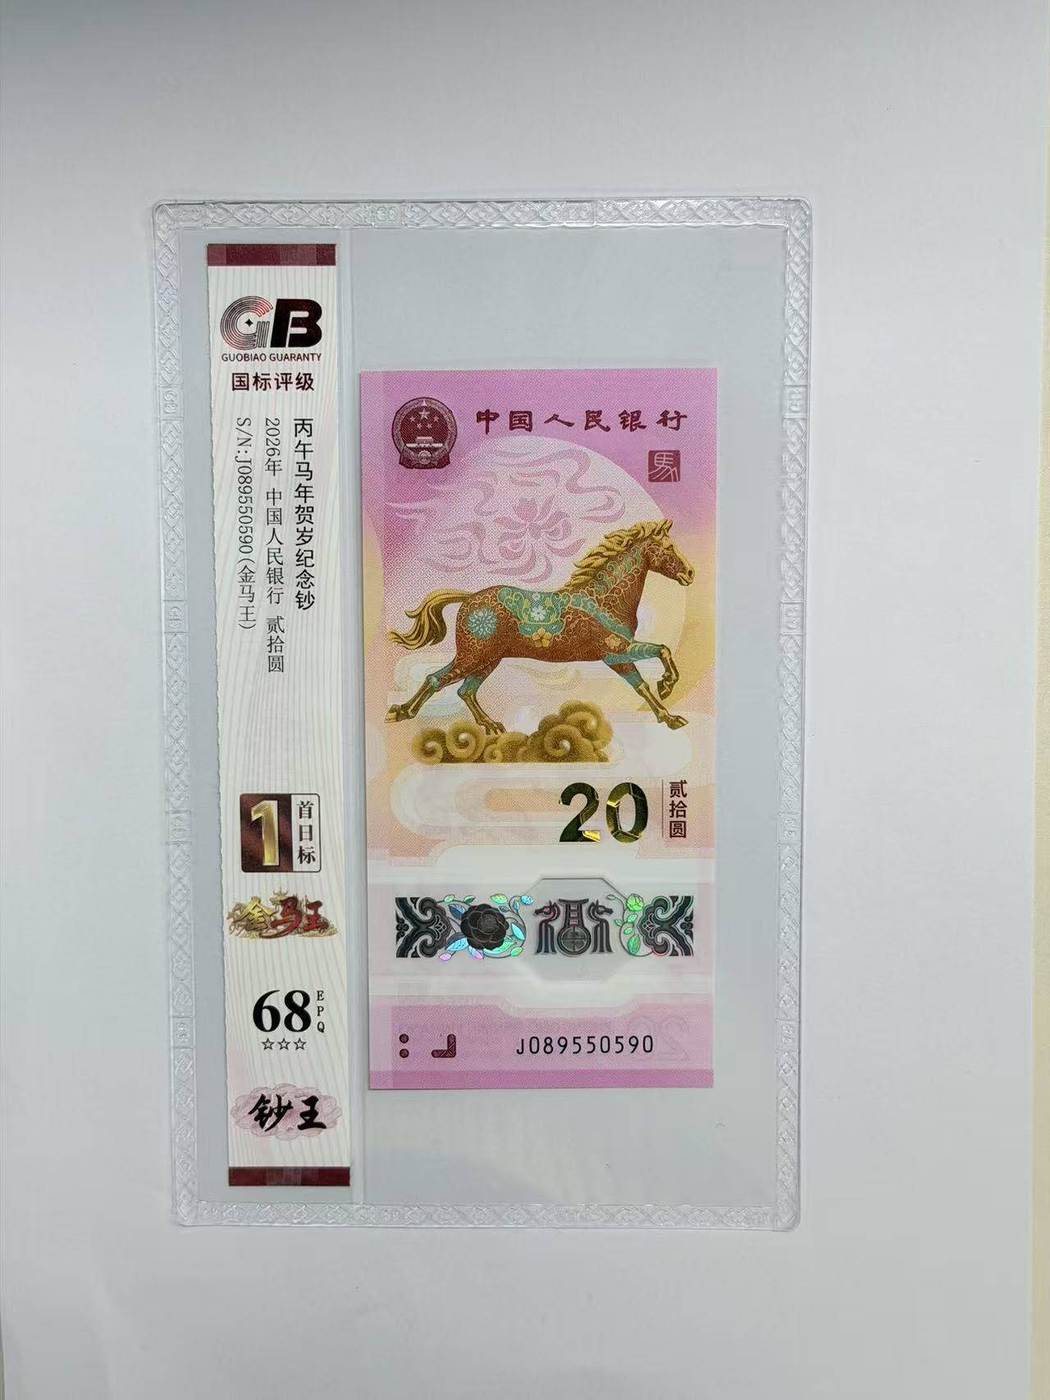 GB
GUOBIAO GUARANTY
国标评级
丙午马年贺岁纪念钞
2026年 中国人民银行 贰拾圆
S/N:J089550590 (金马王)
1 首日标
金马王
68 EPQ
☆☆☆
钞王
中国人民银行
馬
20 贰拾圆
J089550590